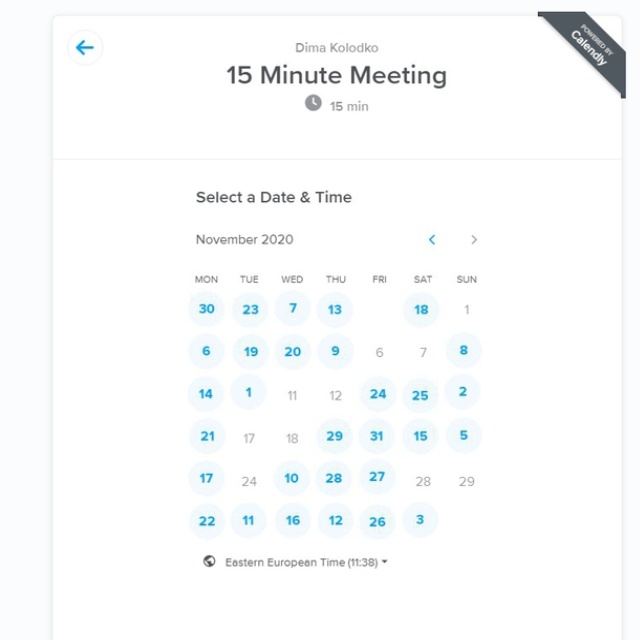 POWERED BY
Calendly
Dima Kolodko
15 Minute Meeting
15 min
Select a Date & Time
November 2020
MON TUE WED THU FRI SAT SUN
30 23 7 13 18 1
6 19 20 9 6 7 8
14 1 11 12 24 25 2
21 17 18 29 31 15 5
17 24 10 28 27 28 29
22 11 16 12 26 3
Eastern European Time (11:38)